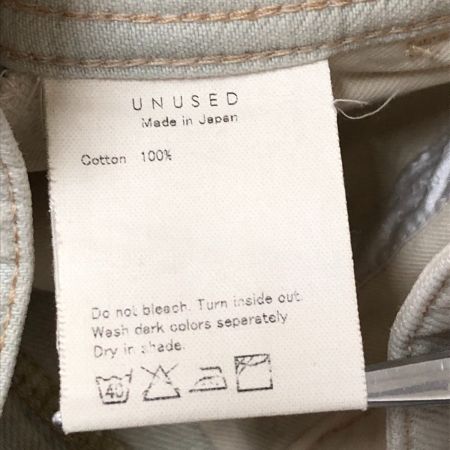 UNUSED
Made in Japan
Cotton 100%
Do not bleach. Turn inside out.
Wash dark colors separately
Dry in shade.
40